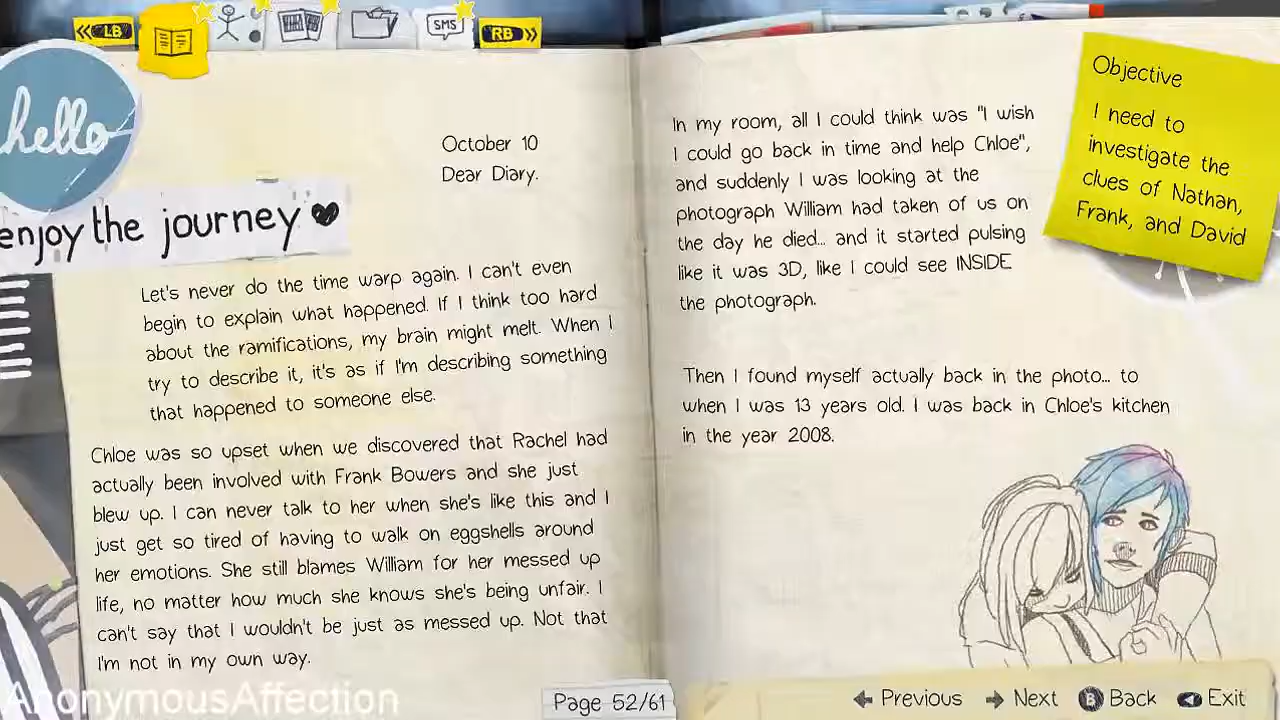 LB
SMS
RB
hello
enjoy the journey
October 10
Dear Diary.
Let's never do the time warp again. I can't even
begin to explain what happened. If I think too hard
about the ramifications, my brain might melt. When I
try to describe it, it's as if I'm describing something
that happened to someone else.
Chloe was so upset when we discovered that Rachel had
actually been involved with Frank Bowers and she just
blew up. I can never talk to her when she's like this and I
just get so tired of having to walk on eggshells around
her emotions. She still blames William for her messed up
life, no matter how much she knows she's being unfair. I
can't say that I wouldn't be just as messed up. Not that
I'm not in my own way.
In my room, all I could think was "I wish
I could go back in time and help Chloe",
and suddenly I was looking at the
photograph William had taken of us on
the day he died... and it started pulsing
like it was 3D, like I could see INSIDE
the photograph.
Then I found myself actually back in the photo... to
when I was 13 years old. I was back in Chloe's kitchen
in the year 2008.
Objective
I need to
investigate the
clues of Nathan,
Frank, and David
AnonymousAffection
Page 52/61
Previous
Next
B Back
Exit